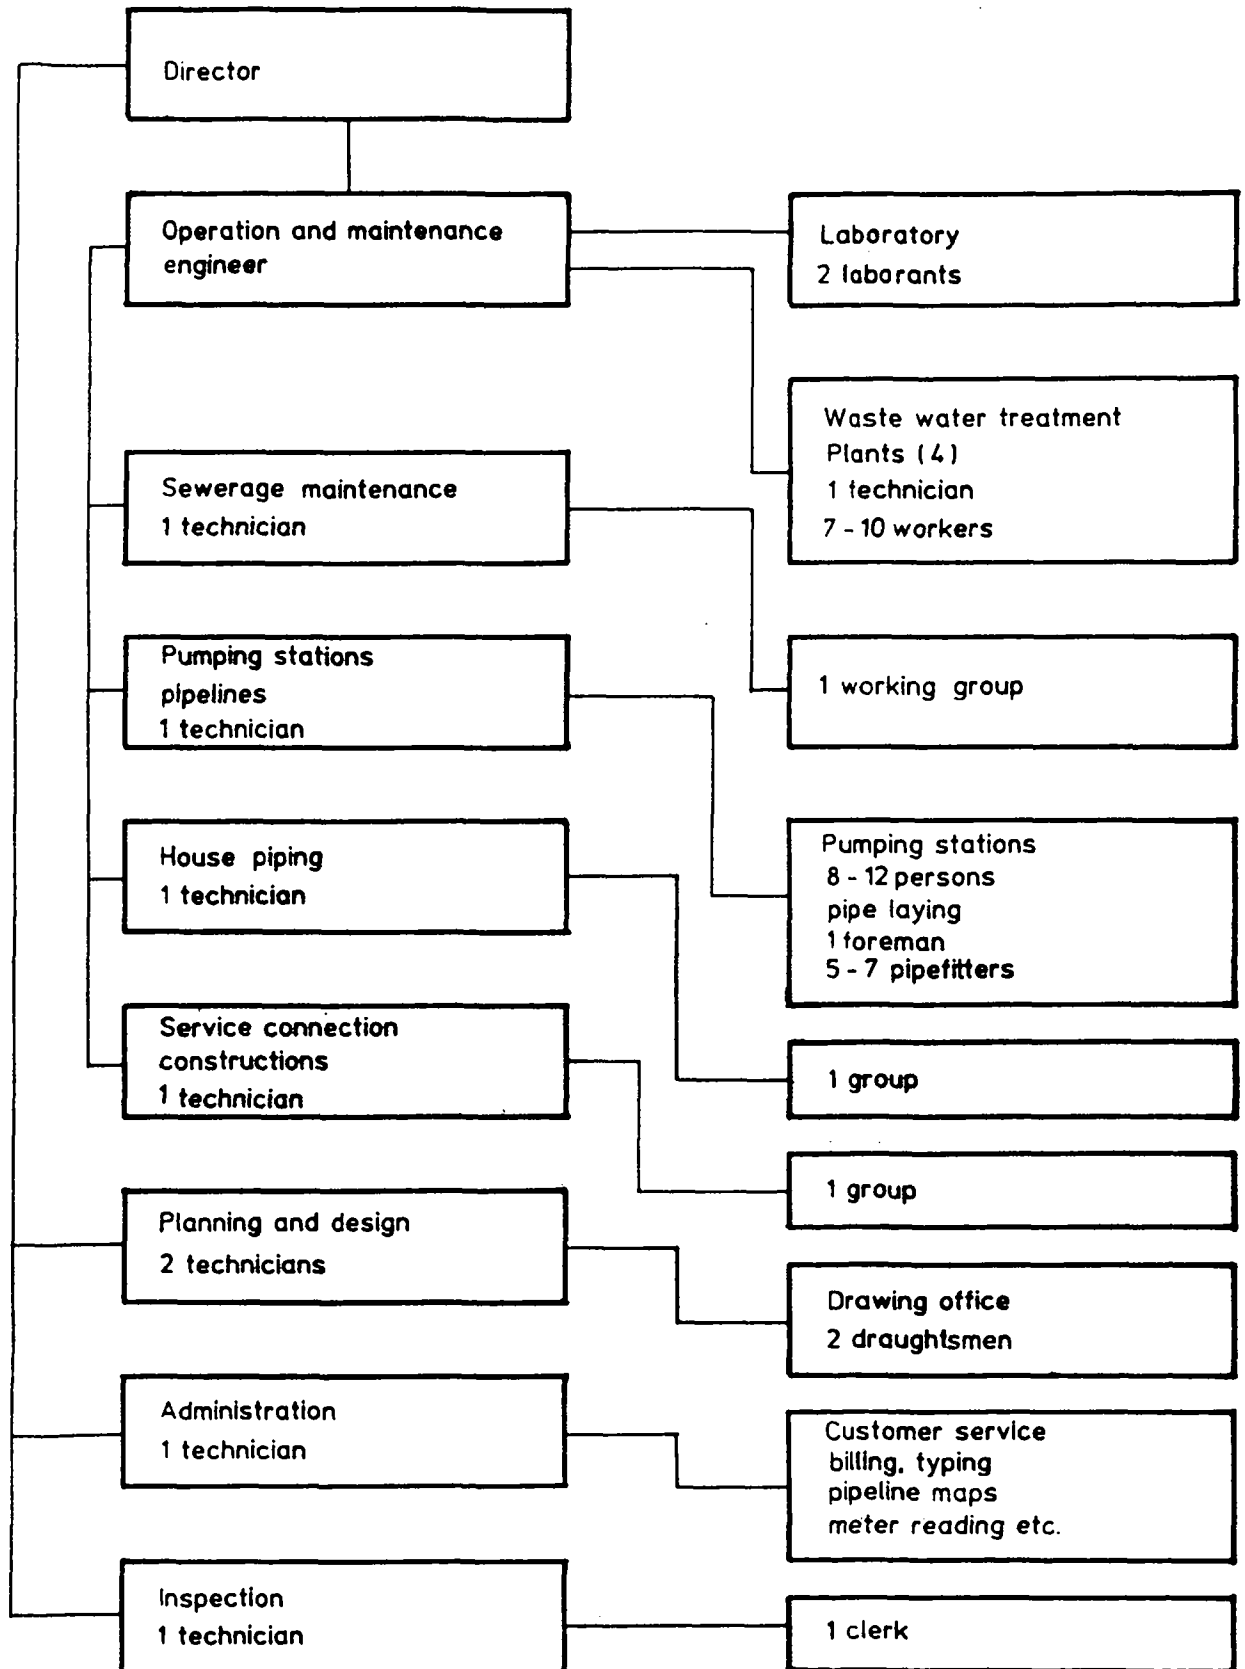 Director
Operation and maintenance
engineer
Laboratory
2 laborants
Waste water treatment
Plants (4)
1 technician
7 - 10 workers
Sewerage maintenance
1 technician
1 working group
Pumping stations
pipelines
1 technician
Pumping stations
8 - 12 persons
pipe laying
1 foreman
5 - 7 pipefitters
House piping
1 technician
1 group
Service connection
constructions
1 technician
1 group
Planning and design
2 technicians
Drawing office
2 draughtsmen
Administration
1 technician
Customer service
billing, typing
pipeline maps
meter reading etc.
Inspection
1 technician
1 clerk